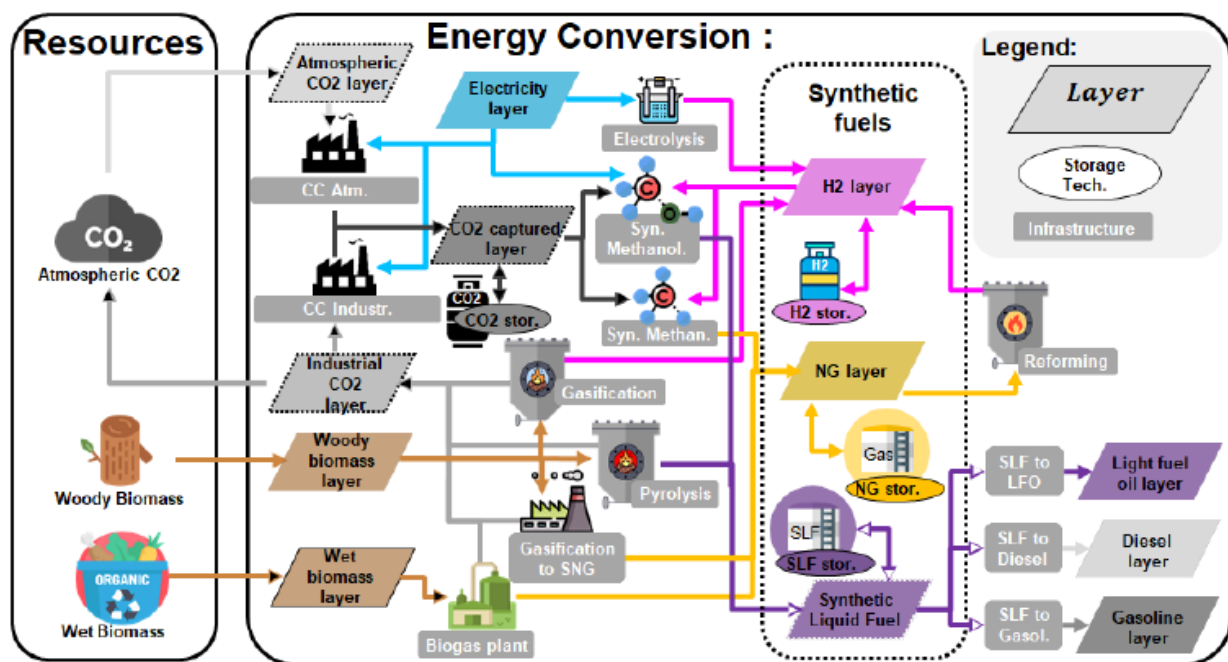 Resources
Energy Conversion :
Legend:
Layer
Storage
Tech.
Infrastructure
Atmospheric
CO2 layer
Electricity
layer
Electrolysis
Synthetic
fuels
CC Atm.
C
O
H2 layer
CO2
Atmospheric CO2
CO2 captured
layer
Syn.
Methanol.
CC Industr.
CO2
CO2 stor.
C
Syn. Methan.
H2
H2 stor.
Industrial
CO2
layer
Gasification
NG layer
Reforming
Woody Biomass
Woody
biomass
layer
Pyrolysis
Gas
NG stor.
SLF to
LFO
Light fuel
oil layer
ORGANIC
Wet Biomass
Wet
biomass
layer
Gasification
to SNG
SLF
SLF stor.
SLF to
Diesel
Diesel
layer
Biogas plant
Synthetic
Liquid Fuel
SLF to
Gasol.
Gasoline
layer